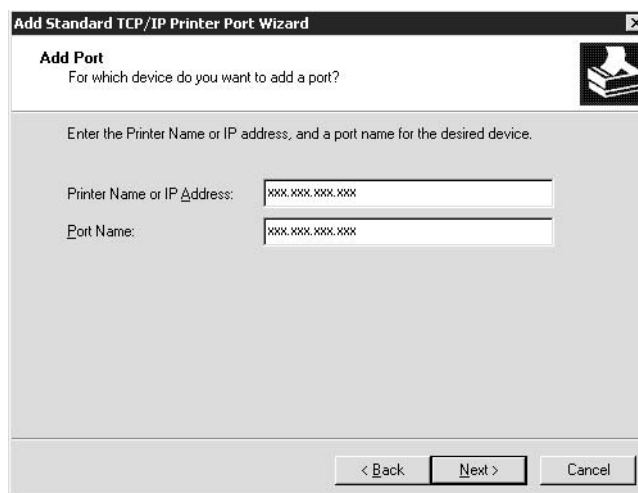 Add Standard TCP/IP Printer Port Wizard
Add Port
For which device do you want to add a port?
Enter the Printer Name or IP address, and a port name for the desired device.
Printer Name or IP Address: xxx.xxx.xxx.xxx
Port Name: xxx.xxx.xxx.xxx
< Back Next > Cancel